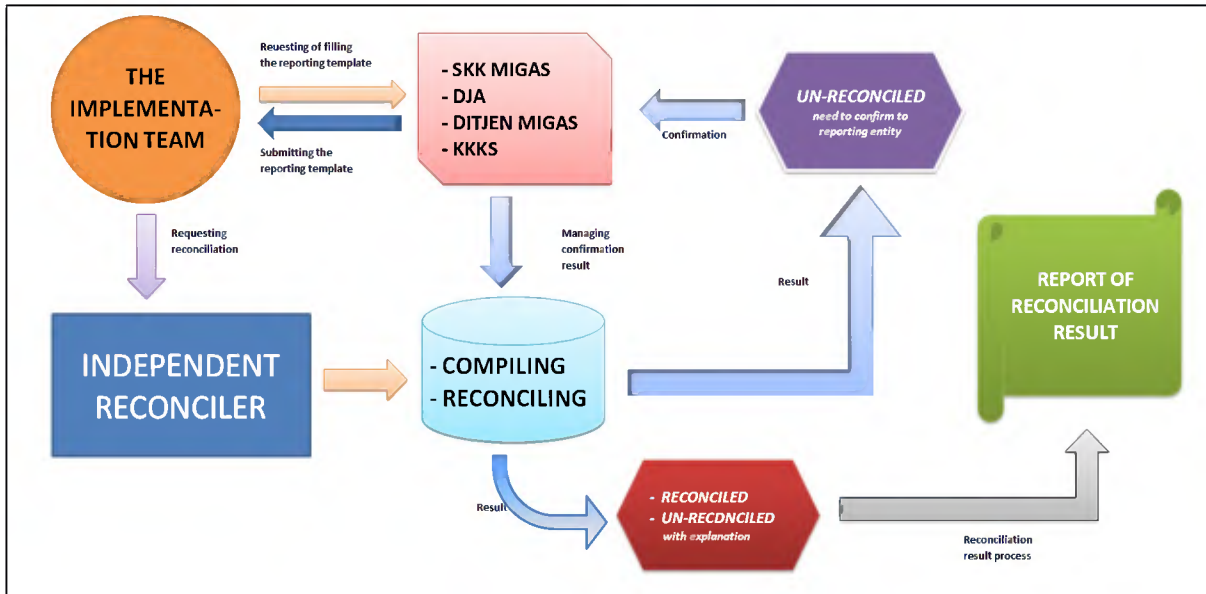 THE
IMPLEMENTA-
TION TEAM
Reuesting of filling
the reporting template
Submitting the
reporting template
- SKK MIGAS
- DJA
- DITJEN MIGAS
- KKKS
Confirmation
UN-RECONCILED
need to confirm to
reporting entity
Requesting
reconciliation
Managing
confirmation
result
Result
REPORT OF
RECONCILIATION
RESULT
INDEPENDENT
RECONCILER
- COMPILING
- RECONCILING
Result
- RECONCILED
- UN-RECDNCILED
with explanation
Reconciliation
result process